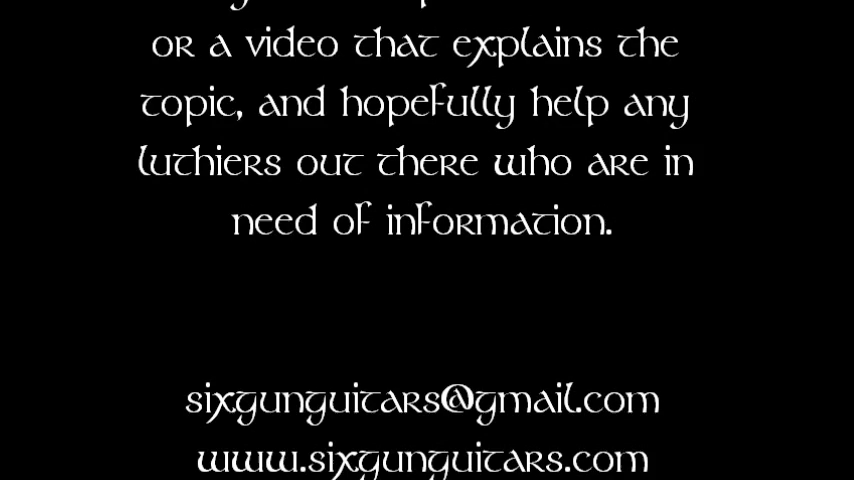 or a video that explains the
topic, and hopefully help any
luthiers out there who are in
need of information.
sixgunguitars@gmail.com
www.sixgunguitars.com